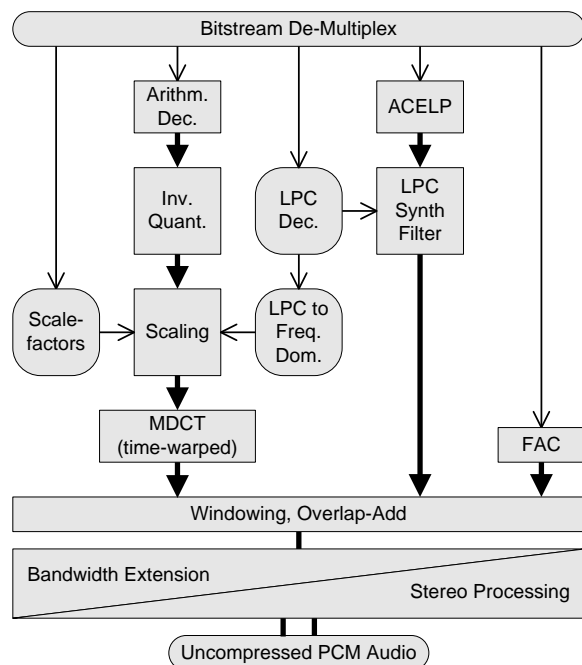 Bitstream De-Multiplex
Arithm.
Dec.
ACELP
Inv.
Quant.
LPC
Dec.
LPC
Synth
Filter
Scale-
factors
Scaling
LPC to
Freq.
Dom.
MDCT
(time-warped)
FAC
Windowing, Overlap-Add
Bandwidth Extension
Stereo Processing
Uncompressed PCM Audio